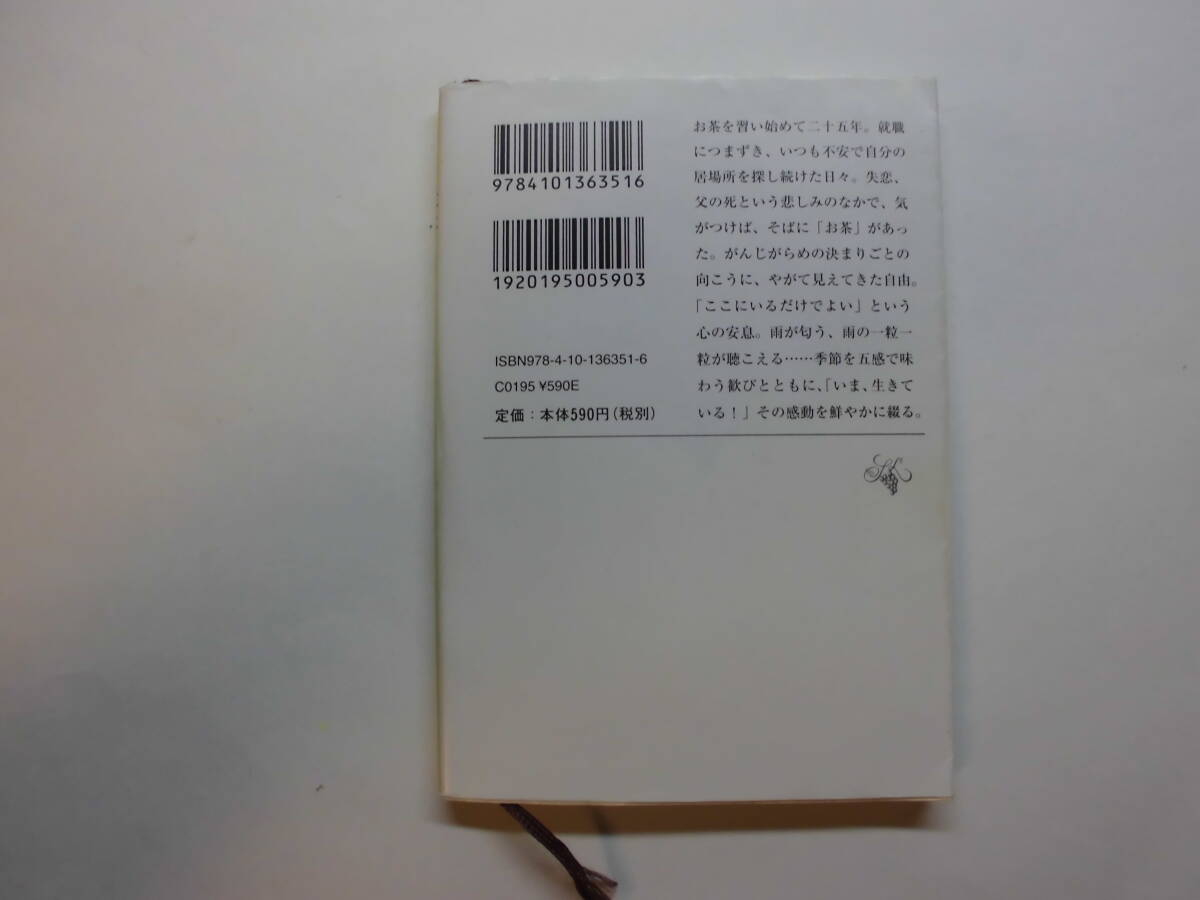 9784101363516
1920195005903
ISBN978-4-10-136351-6
C0195 ¥590E
定価:本体590円(税別)
お茶を習い始めて二十五年。就職
につまずき、いつも不安で自分の
居場所を探し続けた日々。失恋、
父の死という悲しみのなかで、気
がつけば、そばに「お茶」があっ
た。がんじがらめの決まりごとの
向こうに、やがて見えてきた自由。
「ここにいるだけでよい」という
心の安息。雨が匂う、雨の一粒一
粒が聴こえる……季節を五感で味
わう歓びとともに、「いま、生きて
いる!」その感動を鮮やかに綴る。